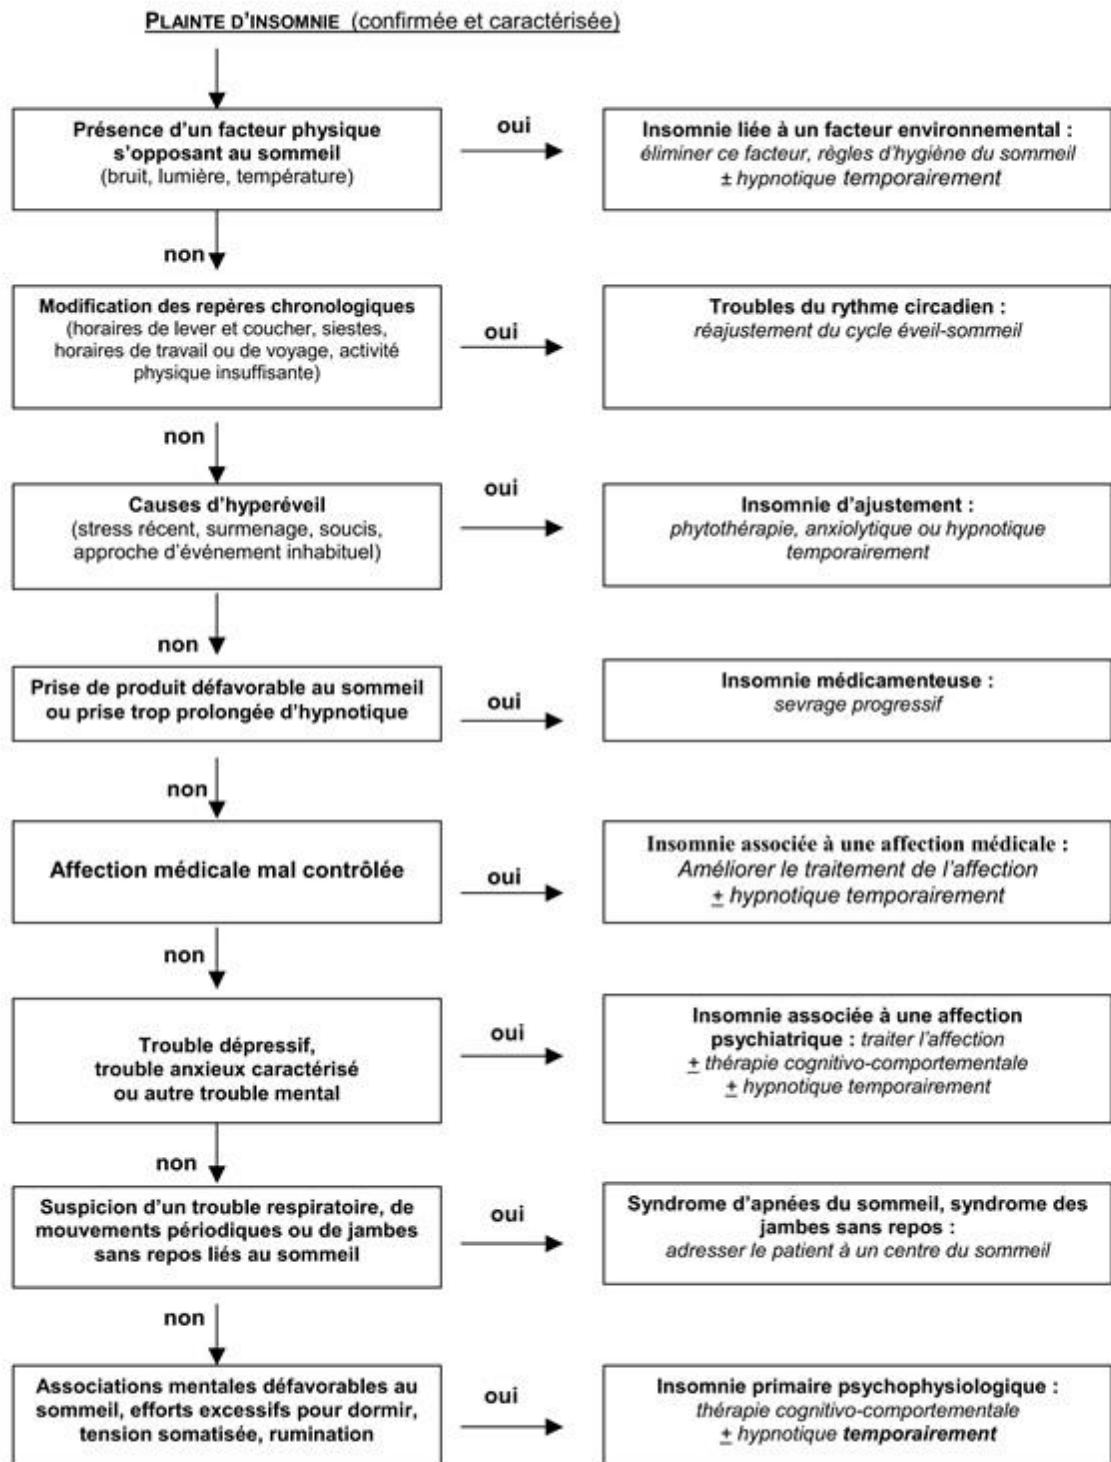 PLAINTE D'INSOMNIE (confirmée et caractérisée)
Présence d'un facteur physique
s'opposant au sommeil
(bruit, lumière, température)
oui
Insomnie liée à un facteur environnemental :
éliminer ce facteur, règles d'hygiène du sommeil
± hypnotique temporairement
non
Modification des repères chronologiques
(horaires de lever et coucher, siestes,
horaires de travail ou de voyage, activité
physique insuffisante)
oui
Troubles du rythme circadien :
réajustement du cycle éveil-sommeil
non
Causes d'hyperéveil
(stress récent, surmenage, soucis,
approche d'événement inhabituel)
oui
Insomnie d'ajustement :
phytothérapie, anxiolytique ou hypnotique
temporairement
non
Prise de produit défavorable au sommeil
ou prise trop prolongée d'hypnotique
oui
Insomnie médicamenteuse :
sevrage progressif
non
Affection médicale mal contrôlée
oui
Insomnie associée à une affection médicale :
Améliorer le traitement de l'affection
± hypnotique temporairement
non
Trouble dépressif,
trouble anxieux caractérisé
ou autre trouble mental
oui
Insomnie associée à une affection
psychiatrique : traiter l'affection
± thérapie cognitivo-comportementale
± hypnotique temporairement
non
Suspicion d'un trouble respiratoire, de
mouvements périodiques ou de jambes
sans repos liés au sommeil
oui
Syndrome d'apnées du sommeil, syndrome des
jambes sans repos :
adresser le patient à un centre du sommeil
non
Associations mentales défavorables au
sommeil, efforts excessifs pour dormir,
tension somatisée, rumination
oui
Insomnie primaire psychophysiologique :
thérapie cognitivo-comportementale
± hypnotique temporairement